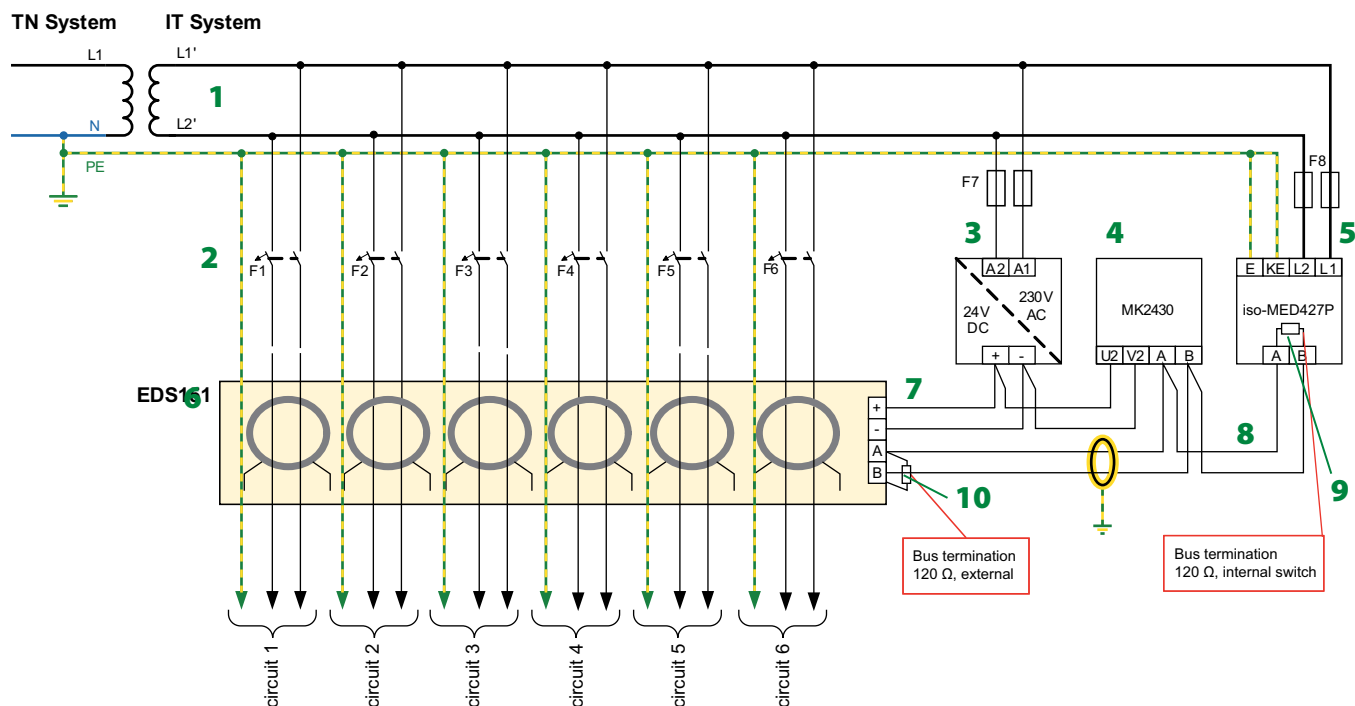 TN System
IT System
L1
L1'
1
N
L2'
PE
F7
F8
2
3
4
5
F1
F2
F3
F4
F5
F6
A2 A1
E KE L2 L1
230V
AC
24V
DC
MK2430
iso-MED427P
+ -
U2 V2 A B
A B
EDS151
6
7
+
-
A
B
8
9
10
Bus termination
120 Ω, external
Bus termination
120 Ω, internal switch
circuit 1
circuit 2
circuit 3
circuit 4
circuit 5
circuit 6